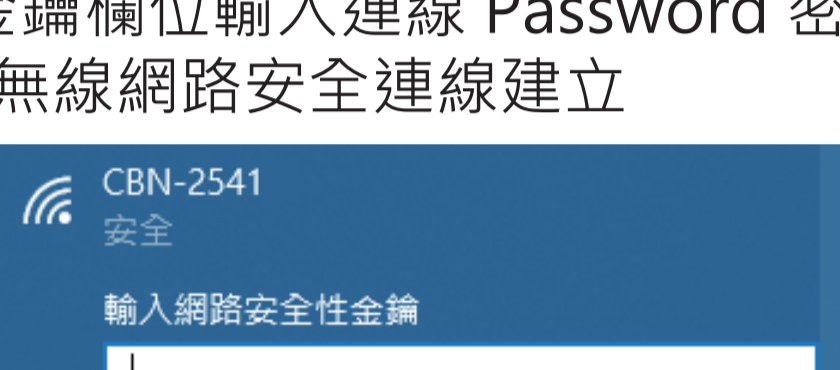 金鑰欄位輸入連線 Password 密
無線網路安全連線建立
CBN-2541
安全
輸入網路安全性金鑰